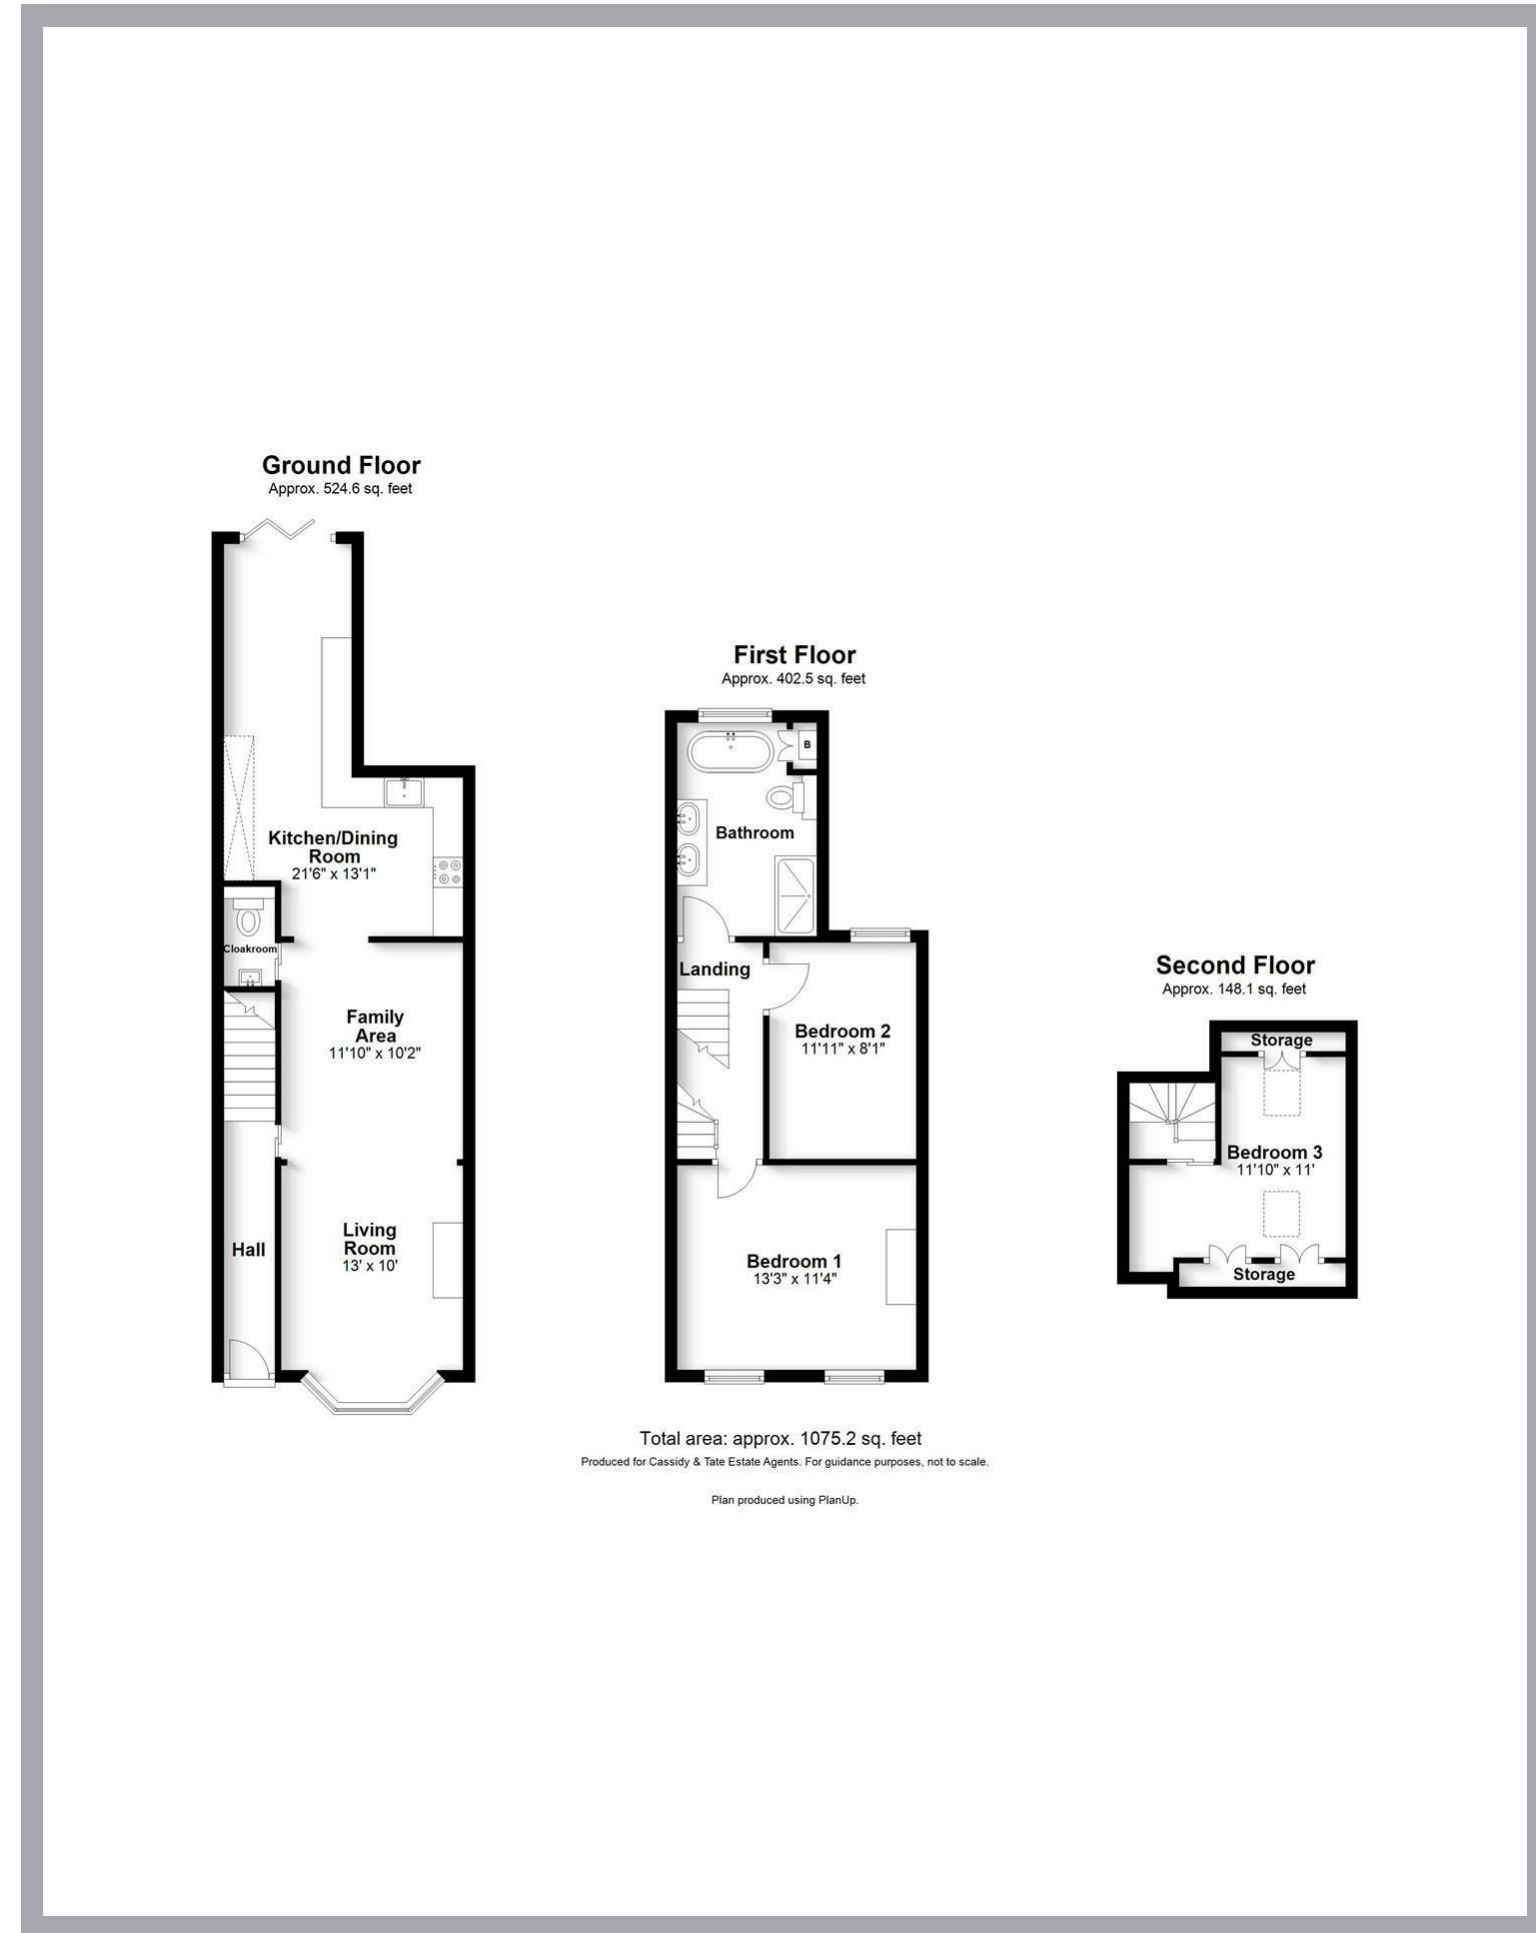 Ground Floor
Approx. 524.6 sq. feet
Kitchen/Dining
Room
21'6" x 13'1"
Cloakroom
Family
Area
11'10" x 10'2"
Living
Room
13' x 10'
Hall
First Floor
Approx. 402.5 sq. feet
B
Bathroom
Landing
Bedroom 2
11'11" x 8'1"
Bedroom 1
13'3" x 11'4"
Second Floor
Approx. 148.1 sq. feet
Storage
Bedroom 3
11'10" x 11'
Storage
Total area: approx. 1075.2 sq. feet
Produced for Cassidy & Tate Estate Agents. For guidance purposes, not to scale.
Plan produced using PlanUp.